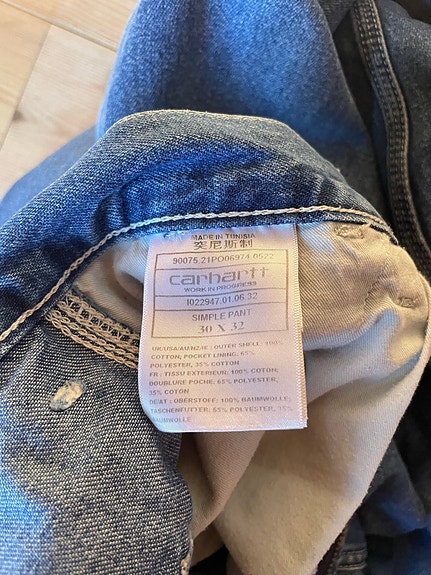 MADE IN TUNISIA
突尼斯制
90075.21PO06974.0522
carhartt
WORK IN PROGRESS
I022947.01.06.32
SIMPLE PANT
30 X 32
UK/USA/AU/NZ/IE : OUTER SHELL : 100%
COTTON; POCKET LINING: 65%
POLYESTER, 35% COTTON
FR : TISSU EXTERIEUR: 100% COTON;
DOUBLURE POCHE: 65% POLYESTER,
35% COTON
DE/AT : OBERSTOFF: 100% BAUMWOLLE;
TASCHENFUTTER: 65% POLYESTER, 35%
BAUMWOLLE